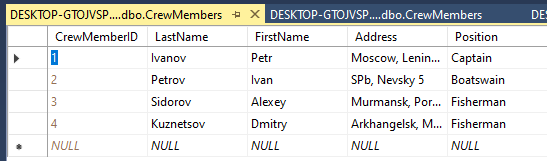 DESKTOP-GTOJVSP....dbo.CrewMembers DESKTOP-GTOJVSP....dbo.CrewMembers DES
CrewMemberID LastName FirstName Address Position
1 Ivanov Petr Moscow, Lenin... Captain
2 Petrov Ivan SPb, Nevsky 5 Boatswain
3 Sidorov Alexey Murmansk, Por... Fisherman
4 Kuznetsov Dmitry Arkhangelsk, M... Fisherman
NULL NULL NULL NULL NULL